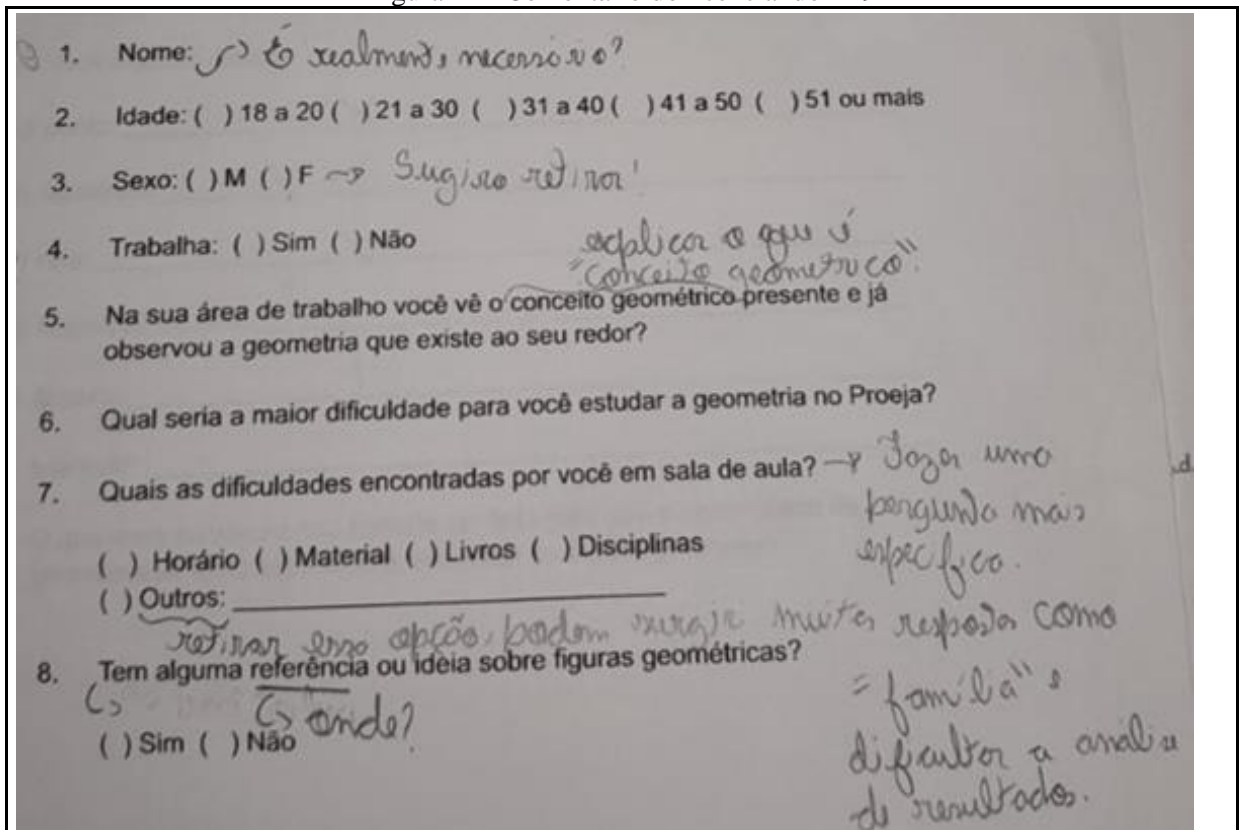 1. Nome: É realmente necessário?
2. Idade: ( ) 18 a 20 ( ) 21 a 30 ( ) 31 a 40 ( ) 41 a 50 ( ) 51 ou mais
3. Sexo: ( ) M ( ) F → Sugiro retirar!
4. Trabalha: ( ) Sim ( ) Não
explicar o que é
"conceito geométrico".
5. Na sua área de trabalho você vê o conceito geométrico presente e já
observou a geometria que existe ao seu redor?
6. Qual seria a maior dificuldade para você estudar a geometria no Proeja?
7. Quais as dificuldades encontradas por você em sala de aula? → Fazer uma
pergunta mais
específica.
( ) Horário ( ) Material ( ) Livros ( ) Disciplinas
( ) Outros:
retirar essa opção, podem surgir muitas resposta como
"família" e
dificultar a analise
de resultados.
8. Tem alguma referência ou ideia sobre figuras geométricas?
onde?
( ) Sim ( ) Não